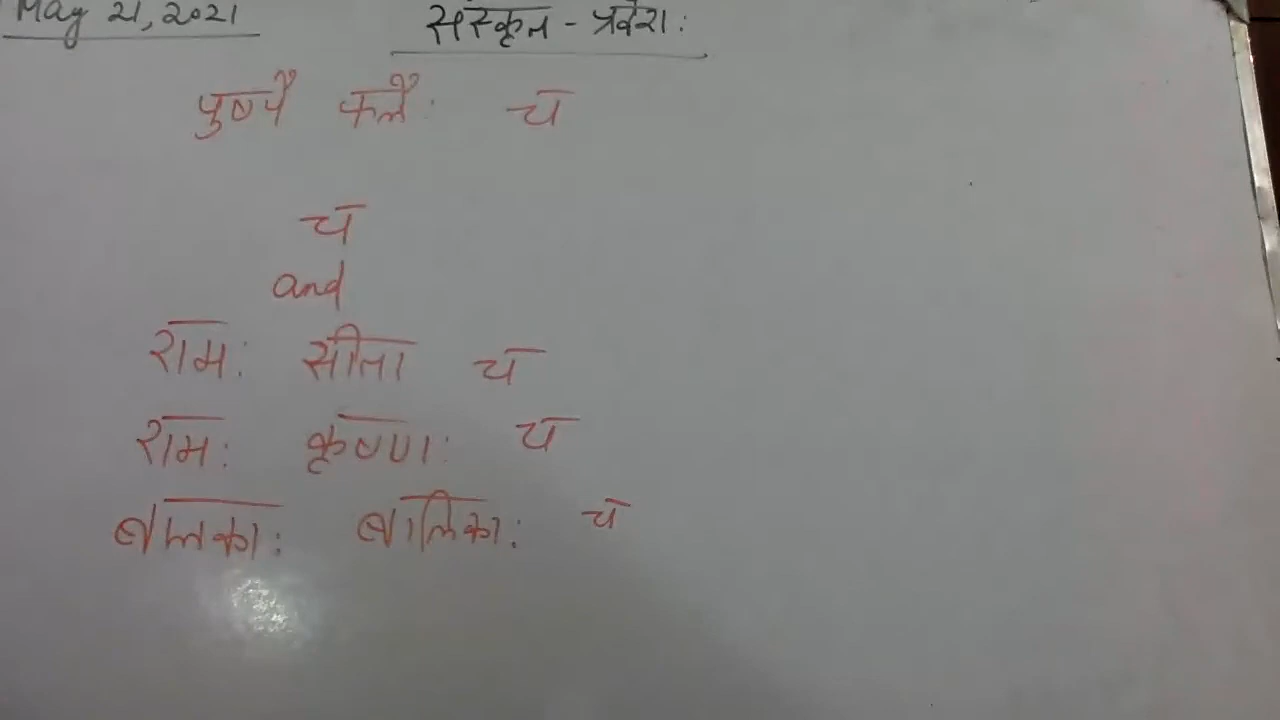 May 21, 2021 संस्कृत - प्रवेशः
पुष्पै फलैः च
च
and
रामः सीता च
रामः कृष्णः च
बालकाः बालिकाः च